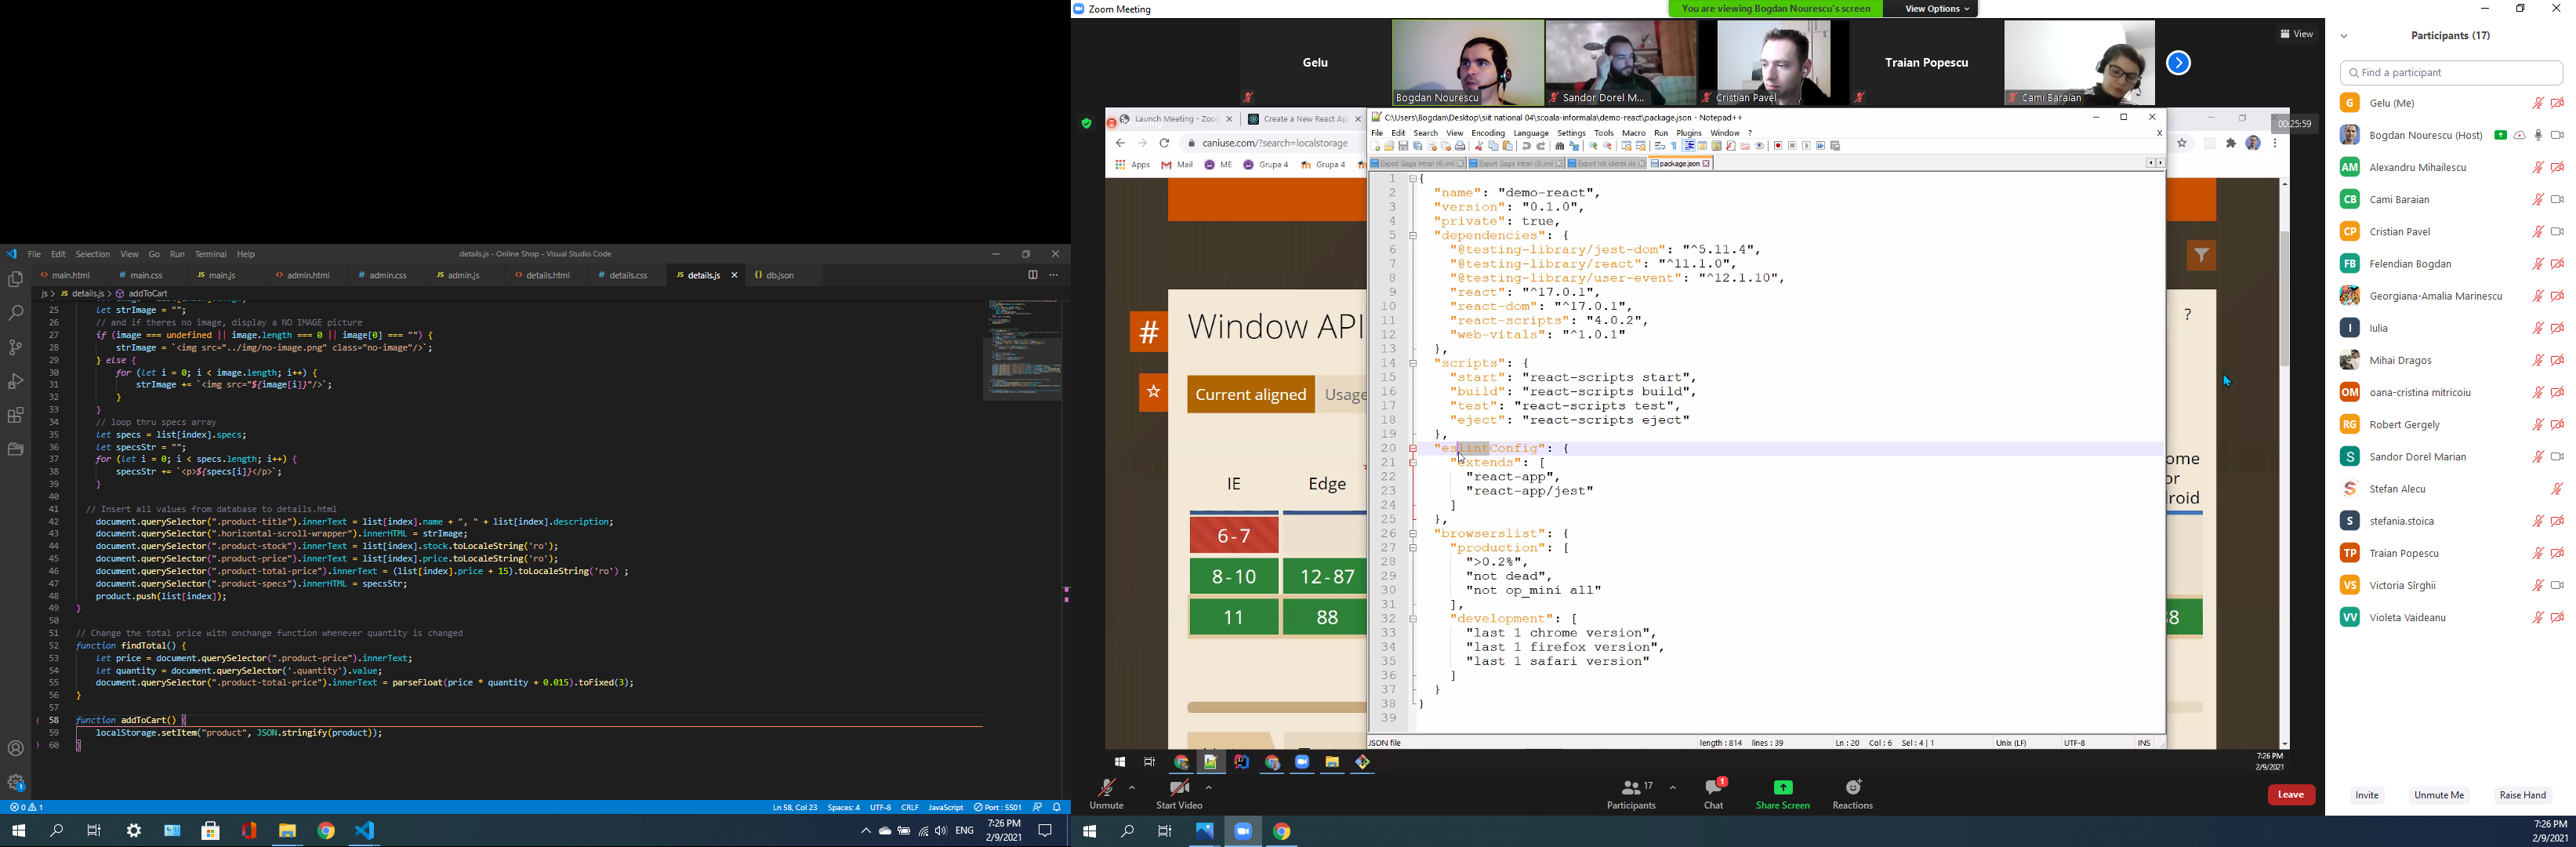 File Edit Selection View Go Run Terminal Help
details.js - Online Shop - Visual Studio Code
main.html main.css main.js admin.html admin.css admin.js details.html details.css details.js db.json
js > details.js > addToCart
25 let strImage = "";
26 // and if theres no image, display a NO IMAGE picture
27 if (image === undefined || image.length === 0 || image[0] === "") {
28 strImage = `<img src="../img/no-image.png" class="no-image"/>`;
29 } else {
30 for (let i = 0; i < image.length; i++) {
31 strImage += `<img src="${image[i]}"/>`;
32 }
33 }
34 // loop thru specs array
35 let specs = list[index].specs;
36 let specsStr = "";
37 for (let i = 0; i < specs.length; i++) {
38 specsStr += `<p>${specs[i]}</p>`;
39 }
40
41 // Insert all values from database to details.html
42 document.querySelector(".product-title").innerText = list[index].name + ", " + list[index].description;
43 document.querySelector(".horizontal-scroll-wrapper").innerHTML = strImage;
44 document.querySelector(".product-stock").innerText = list[index].stock.toLocaleString('ro');
45 document.querySelector(".product-price").innerText = list[index].price.toLocaleString('ro');
46 document.querySelector(".product-total-price").innerText = (list[index].price + 15).toLocaleString('ro') ;
47 document.querySelector(".product-specs").innerHTML = specsStr;
48 product.push(list[index]);
49 }
50
51 // Change the total price with onchange function whenever quantity is changed
52 function findTotal() {
53 let price = document.querySelector(".product-price").innerText;
54 let quantity = document.querySelector('.quantity').value;
55 document.querySelector(".product-total-price").innerText = parseFloat(price * quantity + 0.015).toFixed(3);
56 }
57
58 function addToCart() {
59 localStorage.setItem("product", JSON.stringify(product));
60 }
0 1 Ln 58, Col 23 Spaces: 4 UTF-8 CRLF JavaScript Port : 5501
ENG 7:26 PM
2/9/2021
Zoom Meeting
You are viewing Bogdan Nourescu's screen View Options
View
Gelu
Bogdan Nourescu
Sandor Dorel M...
Cristian Pavel
Traian Popescu
Cami Baraian
00:25:59
Launch Meeting - Zoo Create a New React Ap
caniuse.com/?search=localstorage
Apps Mail ME Grupa 4 Grupa 4
#
Window API
?
Current aligned Usage
IE Edge
6-7
8-10 12-87
11 88
C:\Users\Bogdan\Desktop\siit national 04\scoala-informala\demo-react\package.json - Notepad++
File Edit Search View Encoding Language Settings Tools Macro Run Plugins Window ? X
Export Saga Intrari (4).xml Export Saga Intrari (5).xml Export toti clientii.xls package.json
1 {
2 "name": "demo-react",
3 "version": "0.1.0",
4 "private": true,
5 "dependencies": {
6 "@testing-library/jest-dom": "^5.11.4",
7 "@testing-library/react": "^11.1.0",
8 "@testing-library/user-event": "^12.1.10",
9 "react": "^17.0.1",
10 "react-dom": "^17.0.1",
11 "react-scripts": "4.0.2",
12 "web-vitals": "^1.0.1"
13 },
14 "scripts": {
15 "start": "react-scripts start",
16 "build": "react-scripts build",
17 "test": "react-scripts test",
18 "eject": "react-scripts eject"
19 },
20 "eslintConfig": {
21 "extends": [
22 "react-app",
23 "react-app/jest"
24 ]
25 },
26 "browserslist": {
27 "production": [
28 ">0.2%",
29 "not dead",
30 "not op_mini all"
31 ],
32 "development": [
33 "last 1 chrome version",
34 "last 1 firefox version",
35 "last 1 safari version"
36 ]
37 }
38 }
39
JSON file length : 814 lines : 39 Ln : 20 Col : 6 Sel : 4 | 1 Unix (LF) UTF-8 INS
ome
or
roid
8
7:26 PM
2/9/2021
Unmute Start Video Participants 17 Chat 1 Share Screen Reactions Leave
Participants (17)
Find a participant
G Gelu (Me)
Bogdan Nourescu (Host)
AM Alexandru Mihailescu
CB Cami Baraian
CP Cristian Pavel
FB Felendian Bogdan
Georgiana-Amalia Marinescu
I Iulia
Mihai Dragos
OM oana-cristina mitricoiu
RG Robert Gergely
S Sandor Dorel Marian
S Stefan Alecu
S stefania.stoica
TP Traian Popescu
VS Victoria Sîrghii
VV Violeta Vaideanu
Invite Unmute Me Raise Hand
7:26 PM
2/9/2021